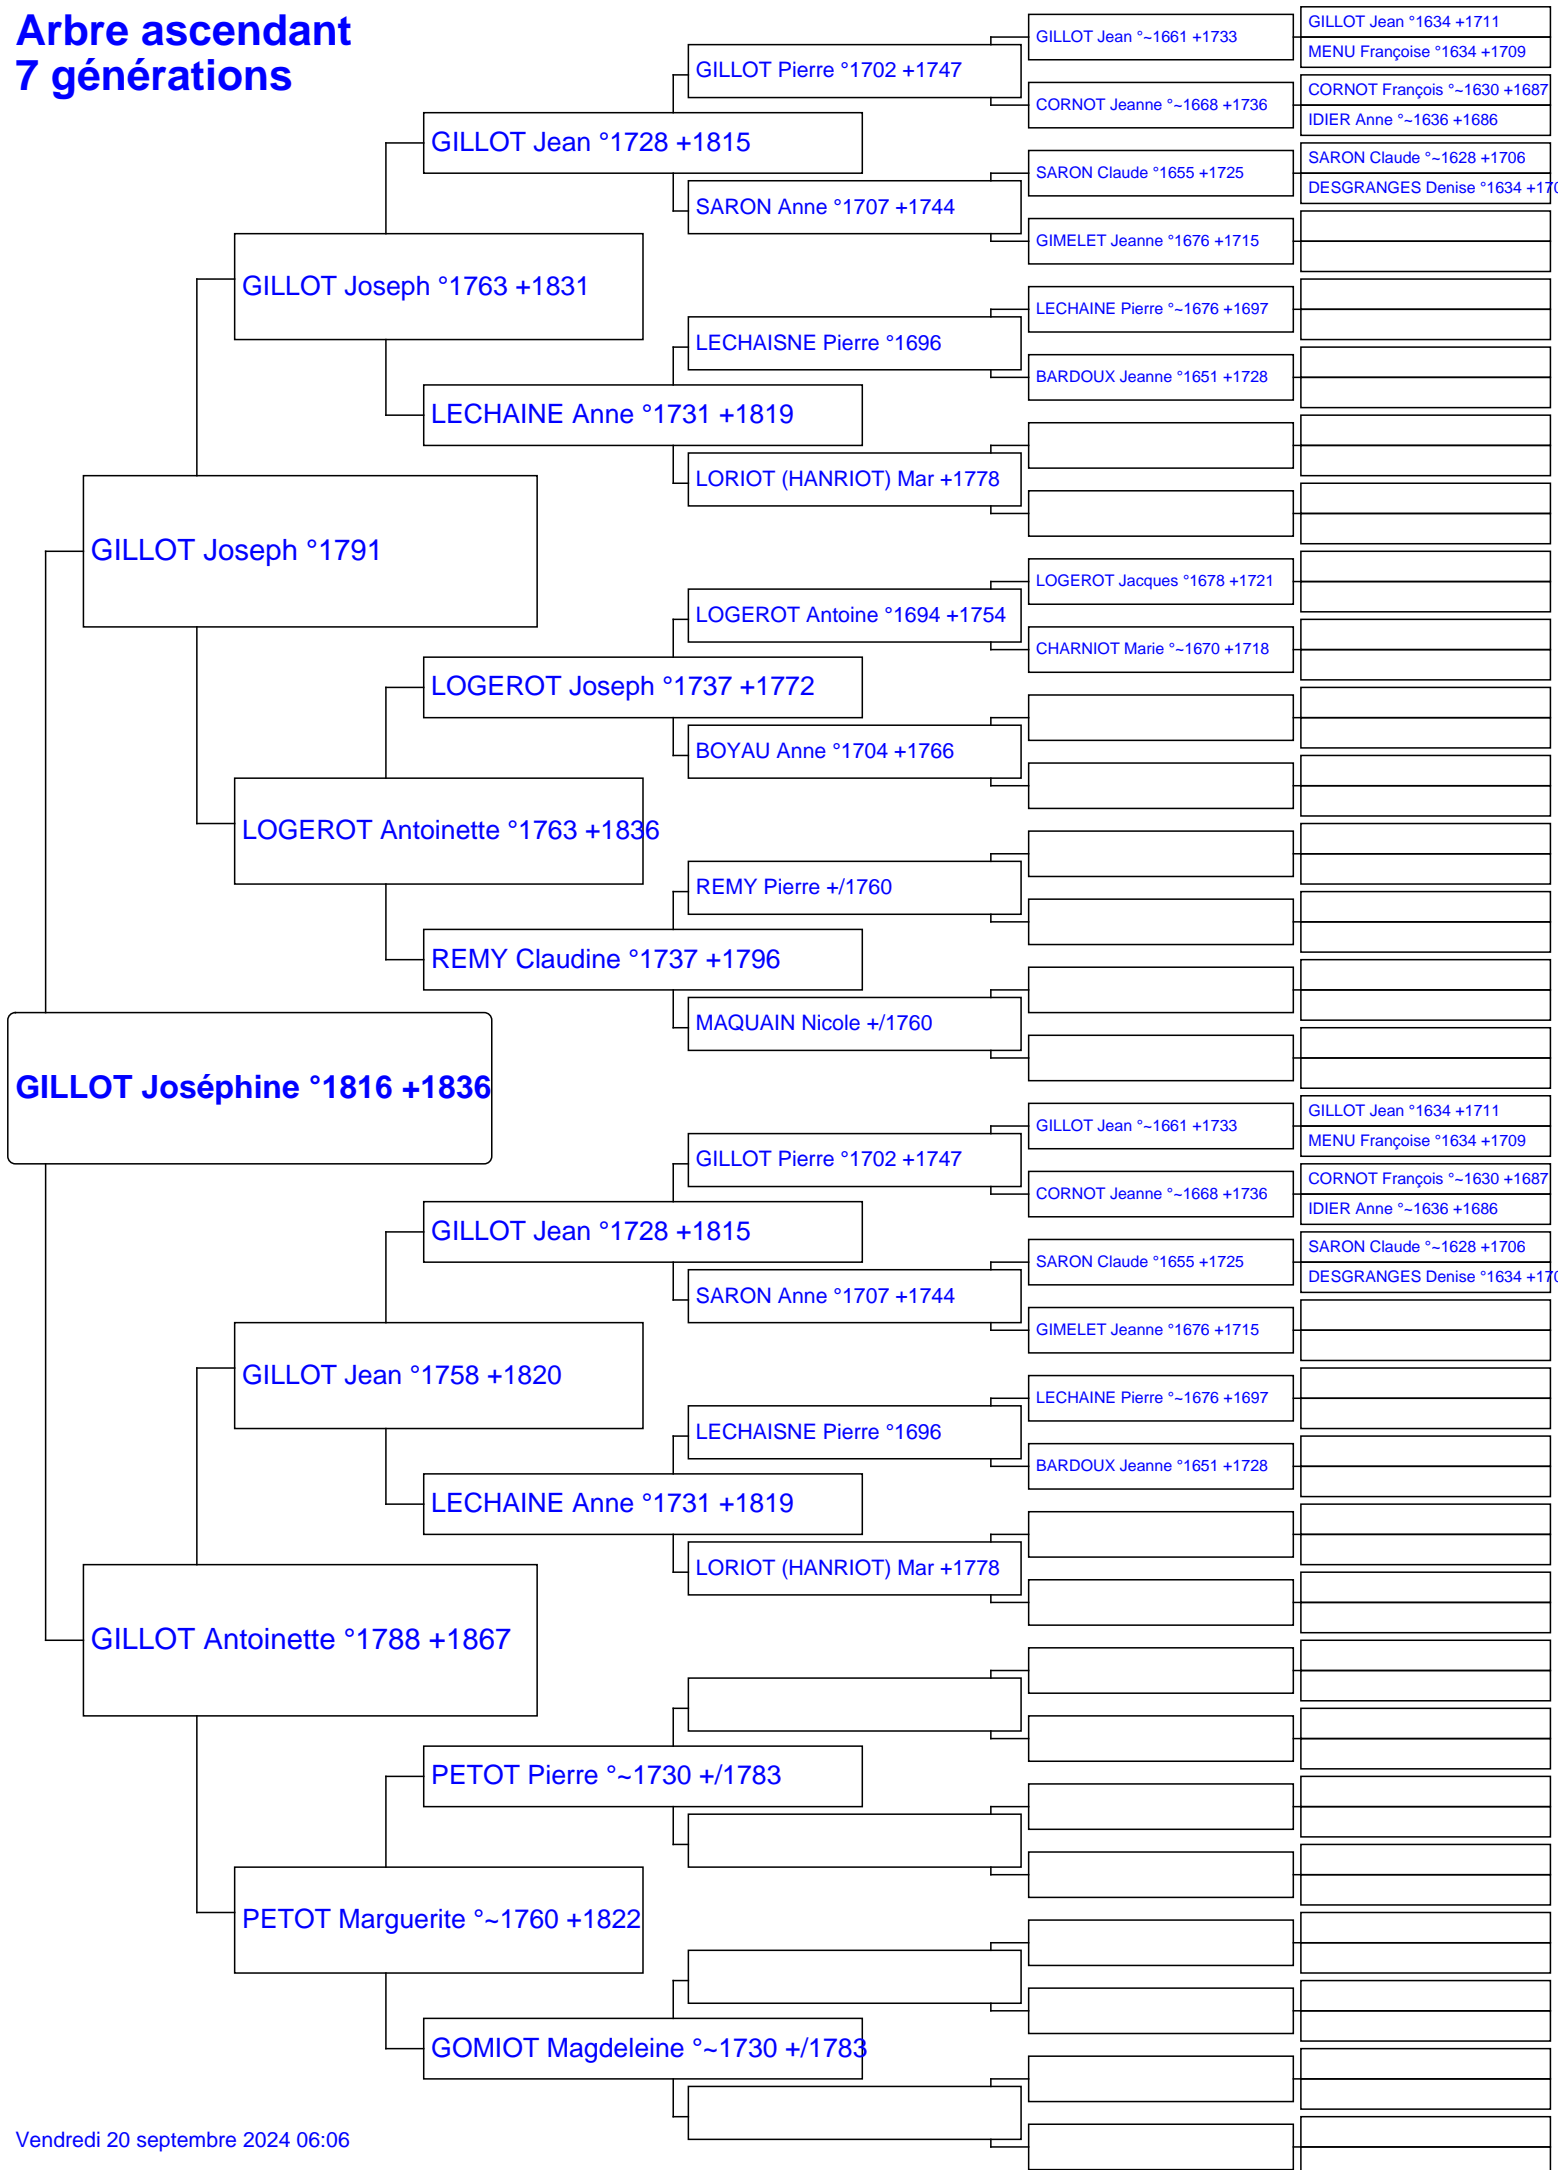 Arbre ascendant
7 générations
GILLOT Joséphine °1816 +1836
GILLOT Joseph °1791
GILLOT Antoinette °1788 +1867
GILLOT Joseph °1763 +1831
LOGEROT Antoinette °1763 +1836
GILLOT Jean °1758 +1820
PETOT Marguerite °~1760 +1822
GILLOT Jean °1728 +1815
LECHAINE Anne °1731 +1819
LOGEROT Joseph °1737 +1772
REMY Claudine °1737 +1796
GILLOT Jean °1728 +1815
LECHAINE Anne °1731 +1819
PETOT Pierre °~1730 +/1783
GOMIOT Magdeleine °~1730 +/1783
GILLOT Pierre °1702 +1747
SARON Anne °1707 +1744
LECHAISNE Pierre °1696
LORIOT (HANRIOT) Mar +1778
LOGEROT Antoine °1694 +1754
BOYAU Anne °1704 +1766
REMY Pierre +/1760
MAQUAIN Nicole +/1760
GILLOT Pierre °1702 +1747
SARON Anne °1707 +1744
LECHAISNE Pierre °1696
LORIOT (HANRIOT) Mar +1778
GILLOT Jean °~1661 +1733
CORNOT Jeanne °~1668 +1736
SARON Claude °1655 +1725
GIMELET Jeanne °1676 +1715
LECHAINE Pierre °~1676 +1697
BARDOUX Jeanne °1651 +1728
LOGEROT Jacques °1678 +1721
CHARNIOT Marie °~1670 +1718
GILLOT Jean °~1661 +1733
CORNOT Jeanne °~1668 +1736
SARON Claude °1655 +1725
GIMELET Jeanne °1676 +1715
LECHAINE Pierre °~1676 +1697
BARDOUX Jeanne °1651 +1728
GILLOT Jean °1634 +1711
MENU Françoise °1634 +1709
CORNOT François °~1630 +1687
IDIER Anne °~1636 +1686
SARON Claude °~1628 +1706
DESGRANGES Denise °1634 +170
GILLOT Jean °1634 +1711
MENU Françoise °1634 +1709
CORNOT François °~1630 +1687
IDIER Anne °~1636 +1686
SARON Claude °~1628 +1706
DESGRANGES Denise °1634 +170
Vendredi 20 septembre 2024 06:06